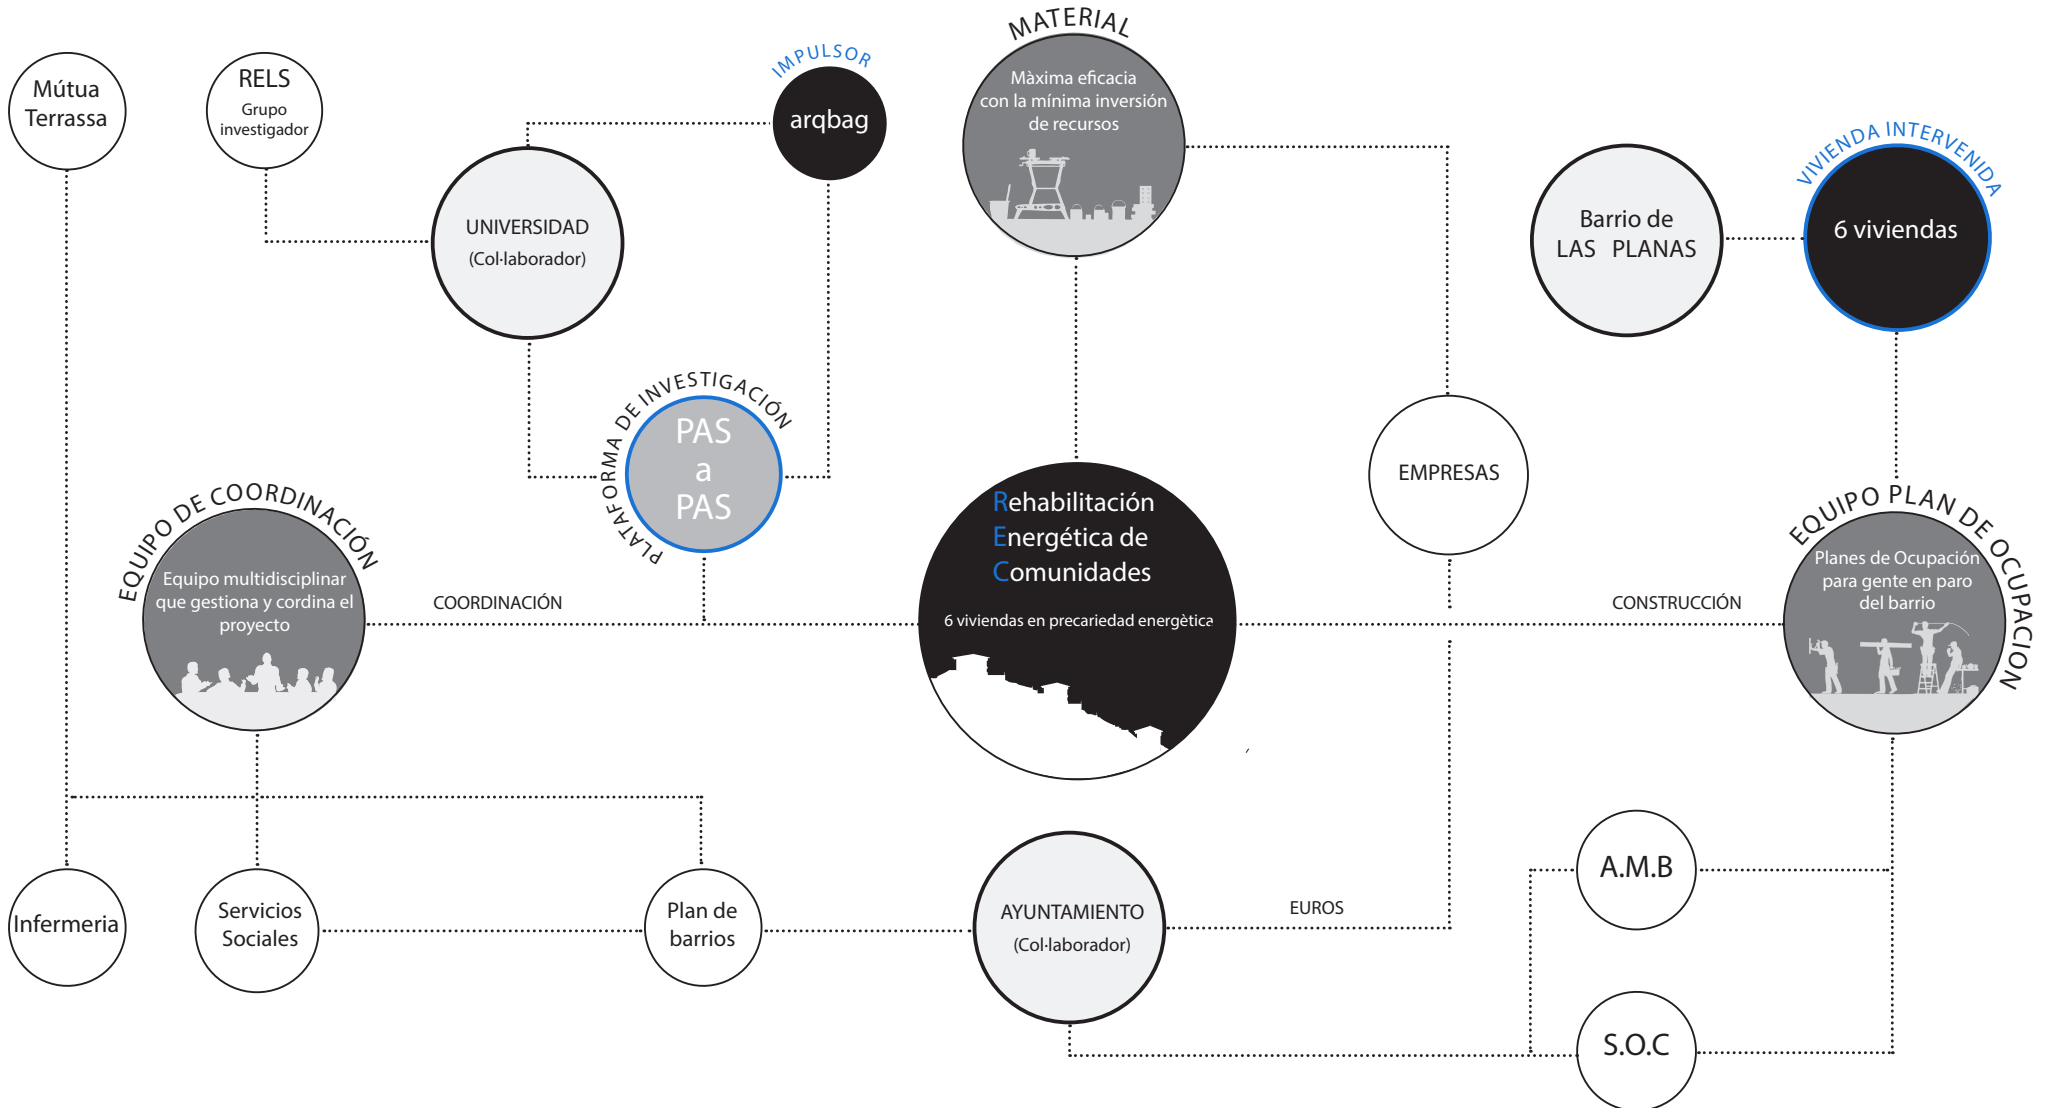 MATERIAL
Màxima eficacia
con la mínima inversión
de recursos
IMPULSOR
arqbag
Mútua
Terrassa
RELS
Grupo
investigador
UNIVERSIDAD
(Col·laborador)
VIVIENDA INTERVENIDA
6 viviendas
Barrio de
LAS PLANAS
PLATAFORMA DE INVESTIGACIÓN
PAS
a
PAS
EMPRESAS
EQUIPO DE COORDINACIÓN
Equipo multidisciplinar
que gestiona y cordina el
proyecto
COORDINACIÓN
Rehabilitación
Energética de
Comunidades
6 viviendas en precariedad energètica
CONSTRUCCIÓN
EQUIPO PLAN DE OCUPACION
Planes de Ocupación
para gente en paro
del barrio
Infermeria
Servicios
Sociales
Plan de
barrios
AYUNTAMIENTO
(Col·laborador)
EUROS
A.M.B
S.O.C